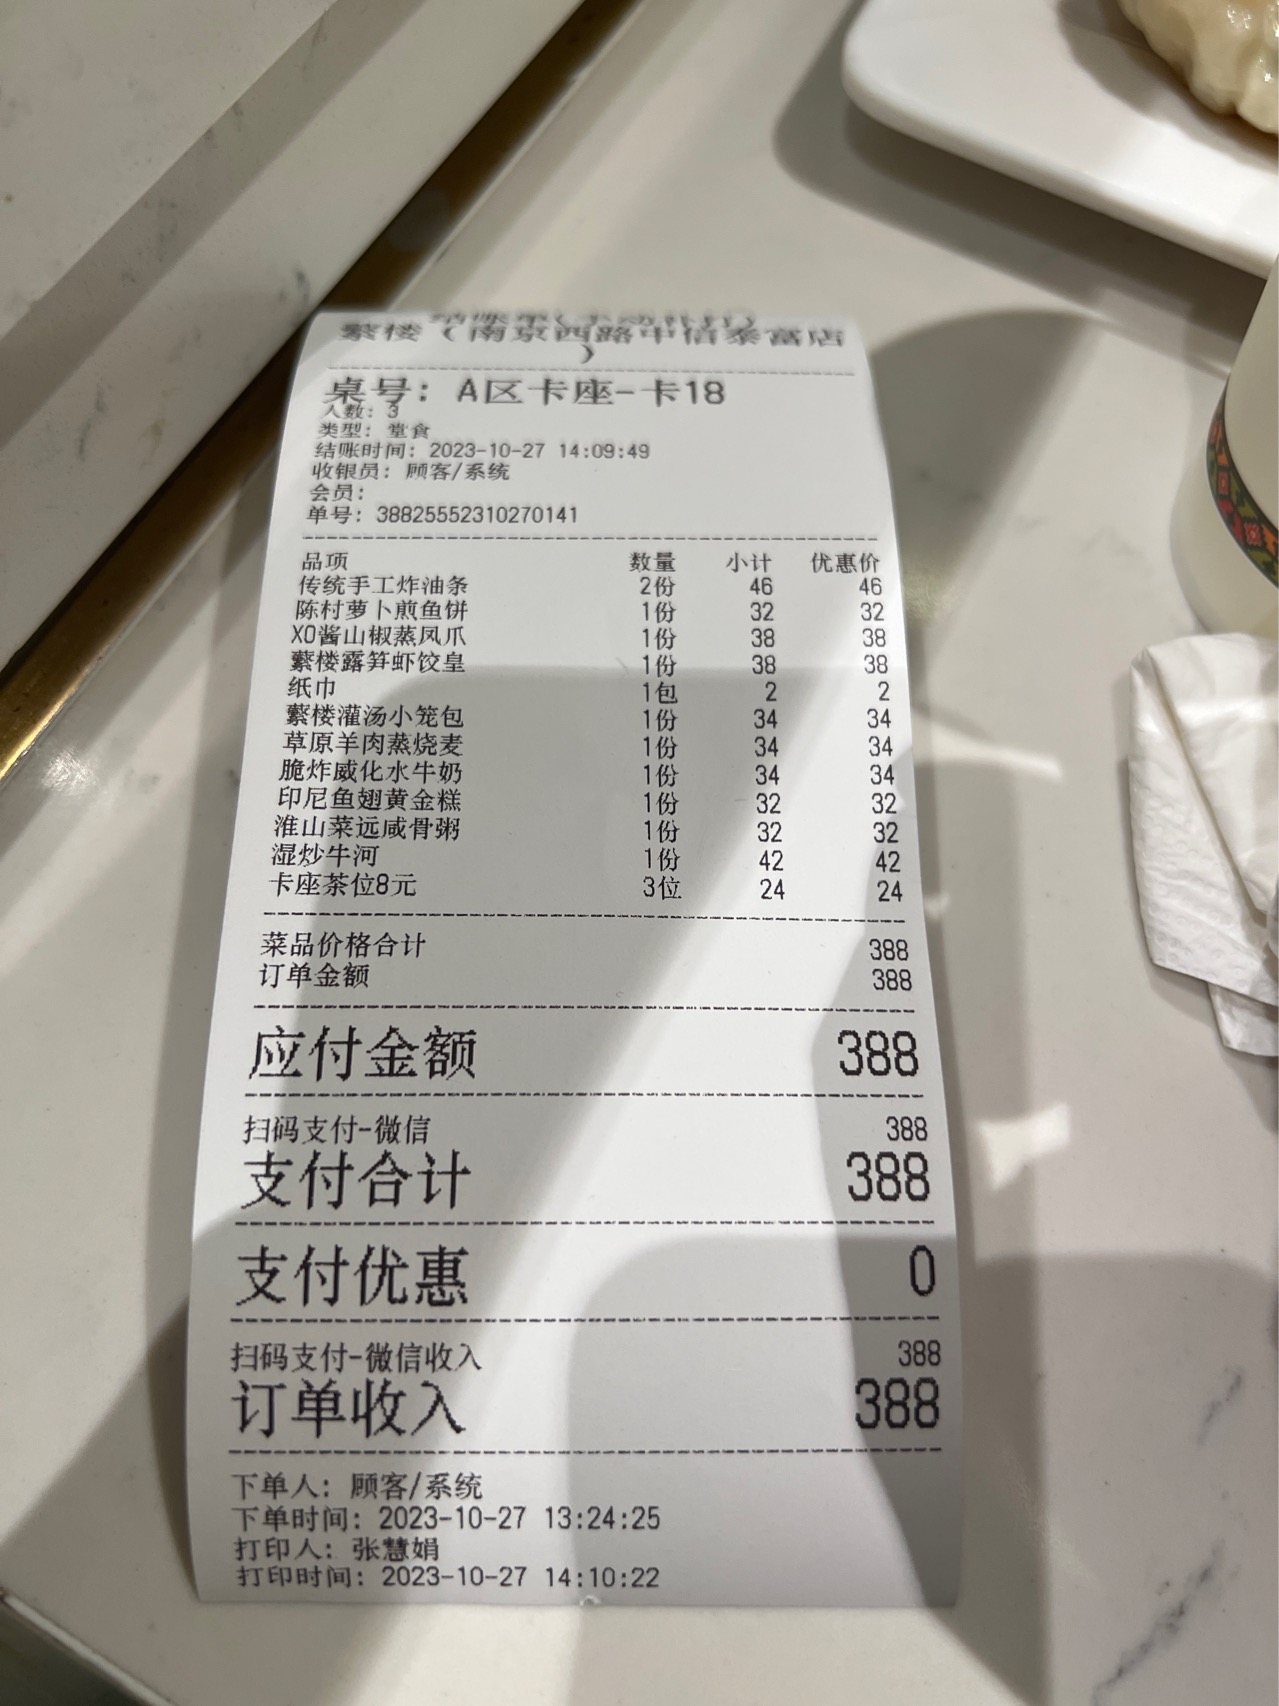 结账单(手动补打)
蘩楼（南京西路中信泰富店
）
桌号：A区卡座-卡18
人数：3
类型：堂食
结账时间：2023-10-27 14:09:49
收银员：顾客/系统
会员：
单号：388255552310270141
品项 数量 小计 优惠价
传统手工炸油条 2份 46 46
陈村萝卜煎鱼饼 1份 32 32
XO酱山椒蒸凤爪 1份 38 38
蘩楼露笋虾饺皇 1份 38 38
纸巾 1包 2 2
蘩楼灌汤小笼包 1份 34 34
草原羊肉蒸烧麦 1份 34 34
脆炸威化水牛奶 1份 34 34
印尼鱼翅黄金糕 1份 32 32
淮山菜远咸骨粥 1份 32 32
湿炒牛河 1份 42 42
卡座茶位8元 3位 24 24
菜品价格合计 388
订单金额 388
应付金额 388
扫码支付-微信 388
支付合计 388
支付优惠 0
扫码支付-微信收入 388
订单收入 388
下单人：顾客/系统
下单时间：2023-10-27 13:24:25
打印人：张慧娟
打印时间：2023-10-27 14:10:22